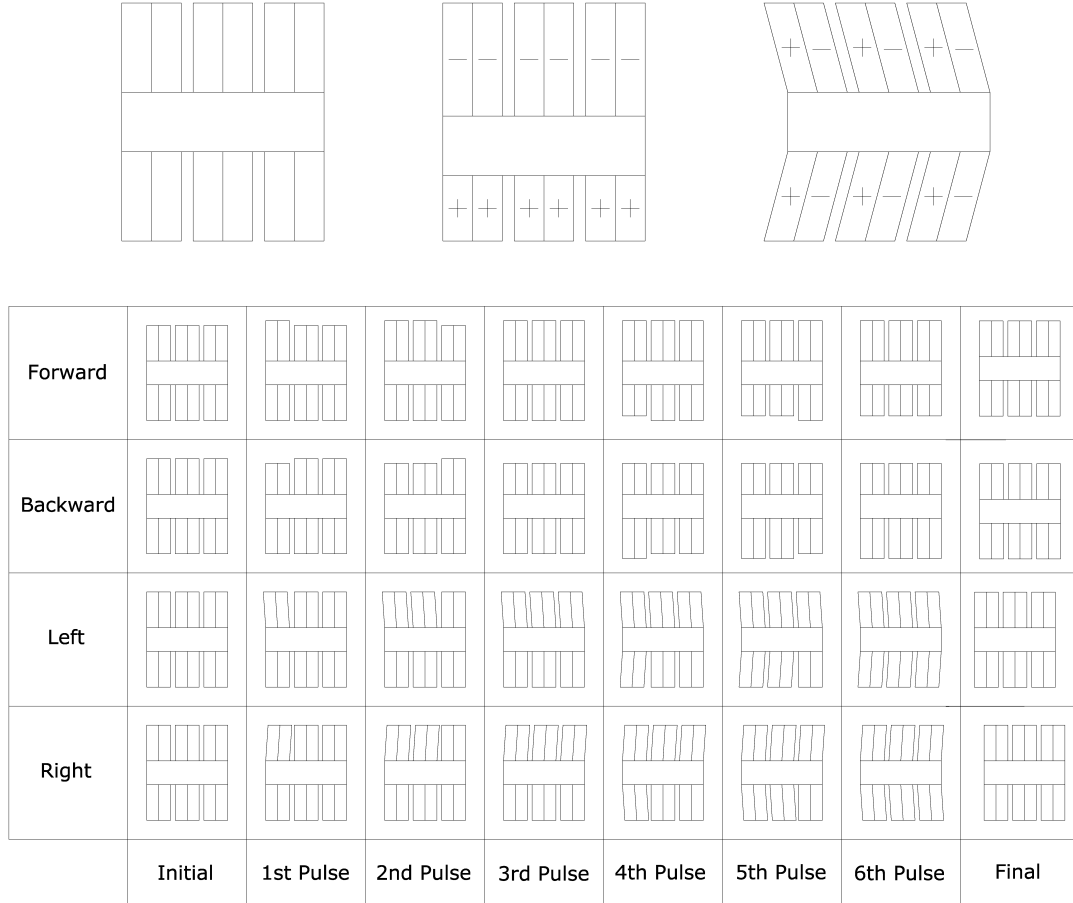 − − − − − −
+ + + + + +
+ − + − + −
+ − + − + −
Forward
Backward
Left
Right
Initial 1st Pulse 2nd Pulse 3rd Pulse 4th Pulse 5th Pulse 6th Pulse Final